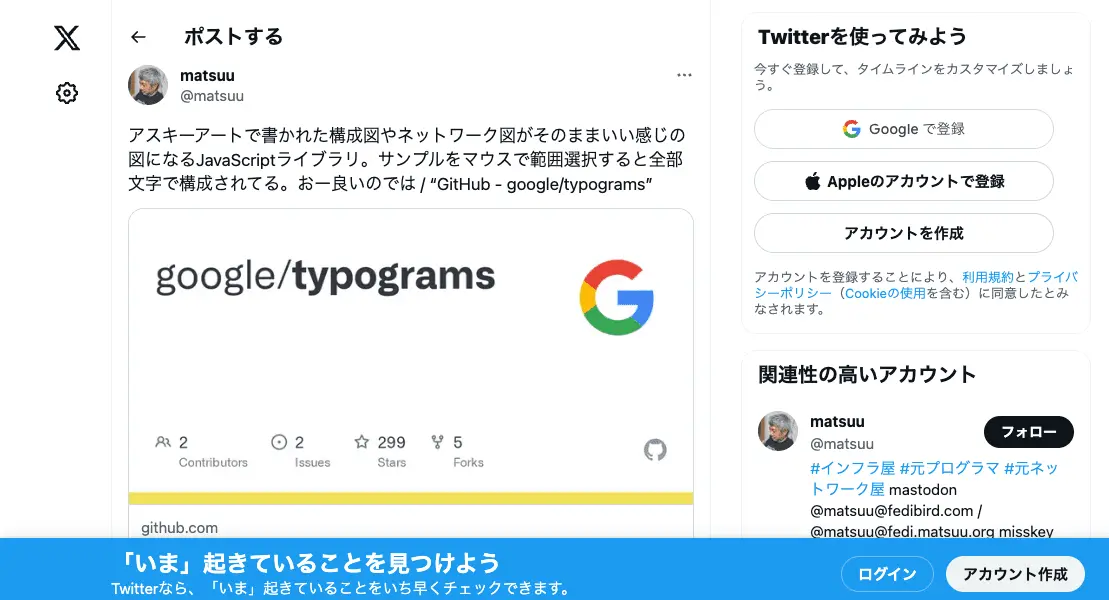 ポストする
matsuu
@matsuu
アスキーアートで書かれた構成図やネットワーク図がそのままいい感じの
図になるJavaScriptライブラリ。サンプルをマウスで範囲選択すると全部
文字で構成されてる。おー良いのでは / “GitHub - google/typograms”
google/typograms
2
Contributors
2
Issues
299
Stars
5
Forks
github.com
Twitterを使ってみよう
今すぐ登録して、タイムラインをカスタマイズしましょ
う。
Google で登録
Appleのアカウントで登録
アカウントを作成
アカウントを登録することにより、利用規約とプライバ
シーポリシー（Cookieの使用を含む）に同意したとみ
なされます。
関連性の高いアカウント
matsuu
@matsuu
フォロー
#インフラ屋 #元プログラマ #元ネッ
トワーク屋 mastodon
@matsuu@fedibird.com /
@matsuu@fedi.matsuu.org misskey
「いま」起きていることを見つけよう
Twitterなら、「いま」起きていることをいち早くチェックできます。
ログイン
アカウント作成